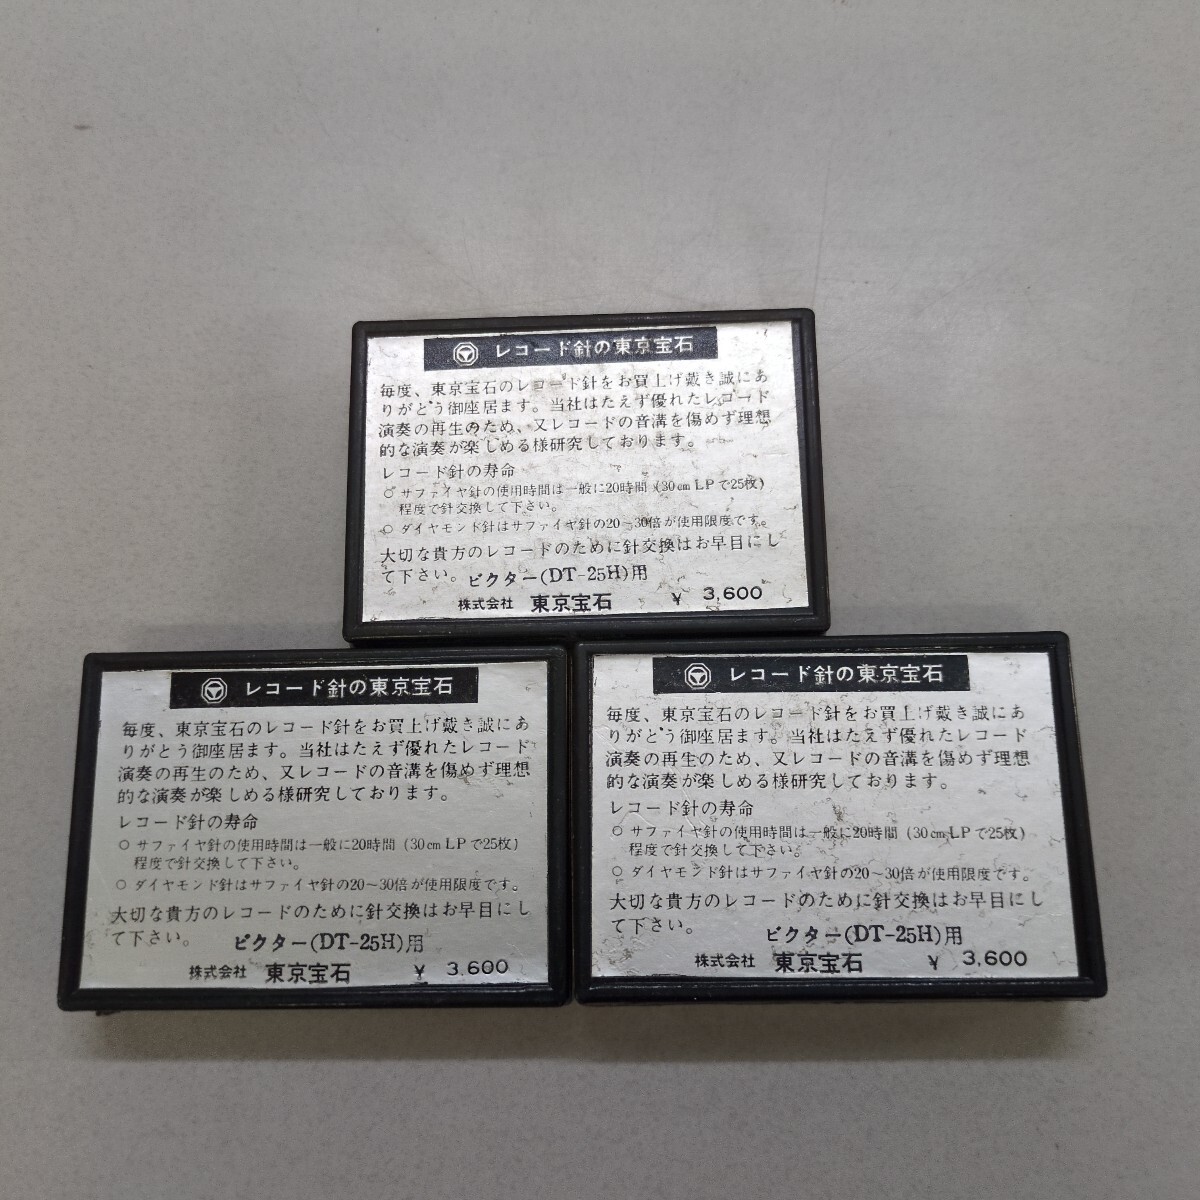 レコード針の東京宝石
毎度、東京宝石のレコード針をお買上げ戴き誠にあ
りがとう御座居ます。当社はたえず優れたレコード
演奏の再生のため、又レコードの音溝を傷めず理想
的な演奏が楽しめる様研究しております。
レコード針の寿命
○ サファイヤ針の使用時間は一般に20時間 (30cm LPで25枚)
程度で針交換して下さい。
○ ダイヤモンド針はサファイヤ針の20〜30倍が使用限度です。
大切な貴方のレコードのために針交換はお早目にし
て下さい。 ビクター(DT-25H)用
株式会社 東京宝石 ¥ 3,600
レコード針の東京宝石
毎度、東京宝石のレコード針をお買上げ戴き誠にあ
りがとう御座居ます。当社はたえず優れたレコード
演奏の再生のため、又レコードの音溝を傷めず理想
的な演奏が楽しめる様研究しております。
レコード針の寿命
○ サファイヤ針の使用時間は一般に20時間 (30cm LPで25枚)
程度で針交換して下さい。
○ ダイヤモンド針はサファイヤ針の20〜30倍が使用限度です。
大切な貴方のレコードのために針交換はお早目にし
て下さい。 ビクター(DT-25H)用
株式会社 東京宝石 ¥ 3,600
レコード針の東京宝石
毎度、東京宝石のレコード針をお買上げ戴き誠にあ
りがとう御座居ます。当社はたえず優れたレコード
演奏の再生のため、又レコードの音溝を傷めず理想
的な演奏が楽しめる様研究しております。
レコード針の寿命
○ サファイヤ針の使用時間は一般に20時間 (30cm LPで25枚)
程度で針交換して下さい。
○ ダイヤモンド針はサファイヤ針の20〜30倍が使用限度です。
大切な貴方のレコードのために針交換はお早目にし
て下さい。 ビクター(DT-25H)用
株式会社 東京宝石 ¥ 3,600